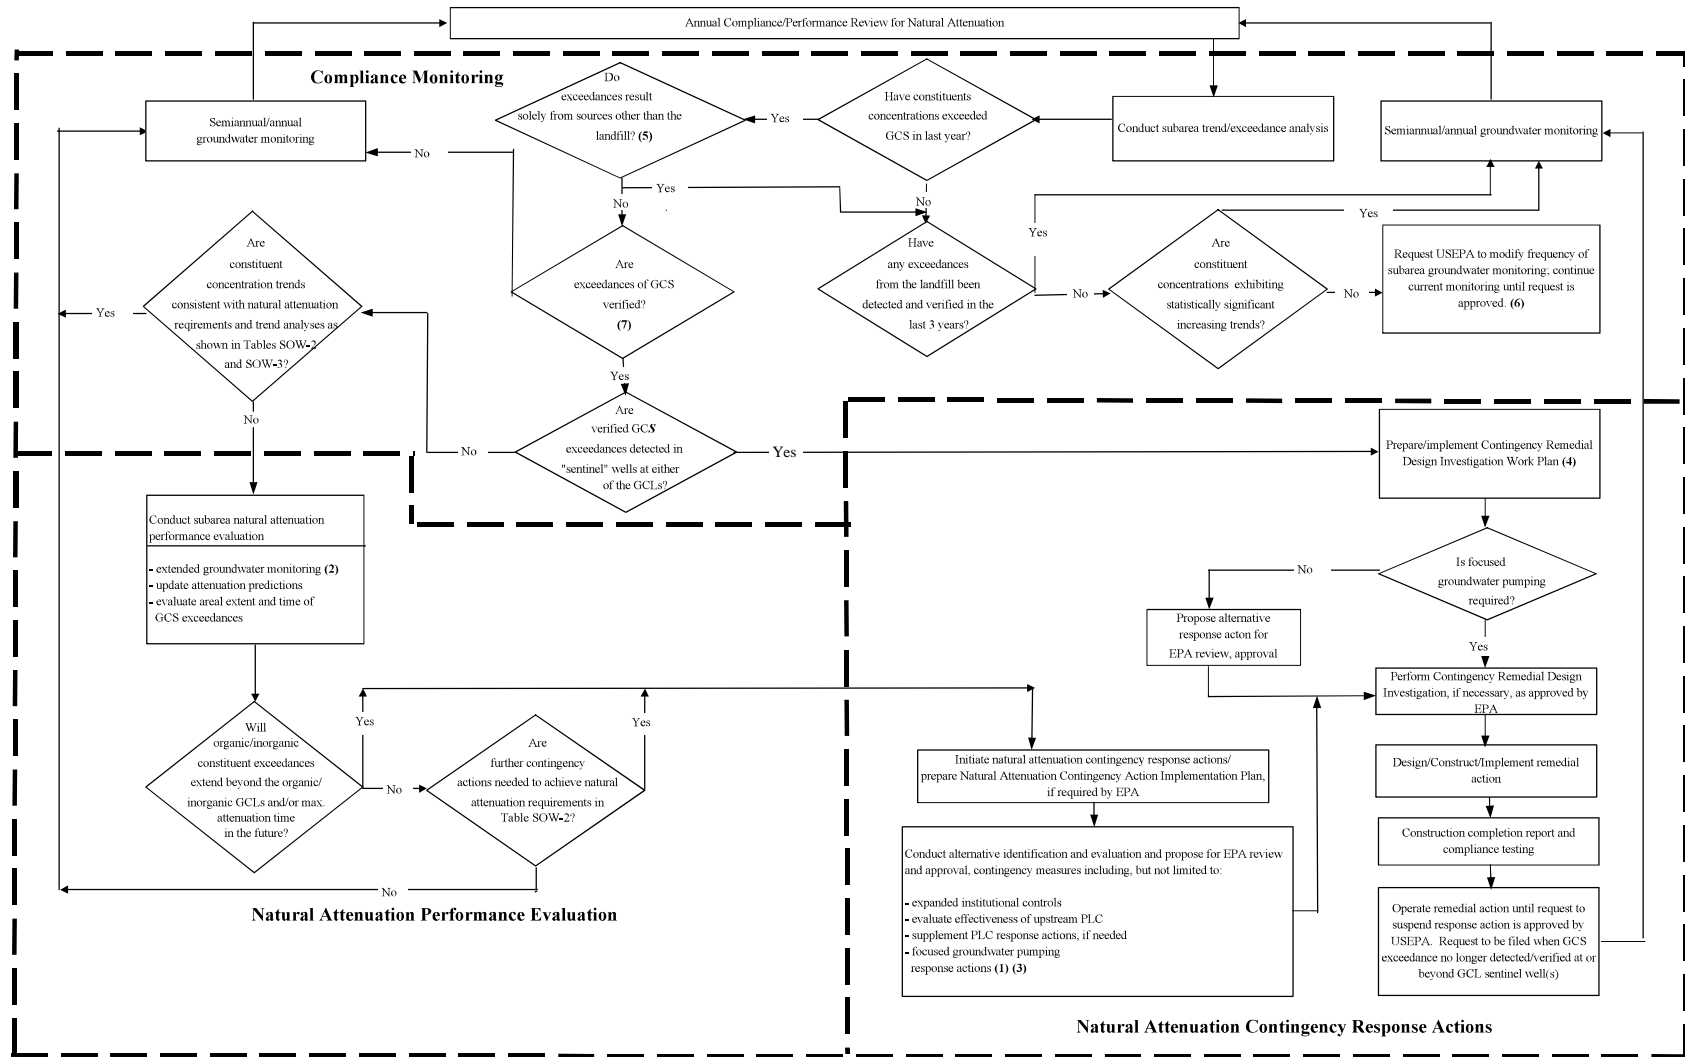 Annual Compliance/Performance Review for Natural Attenuation
Compliance Monitoring
Semiannual/annual
groundwater monitoring
Do
exceedances result
solely from sources other than the
landfill? (5)
Yes
Have constituents
concentrations exceeded
GCS in last year?
Conduct subarea trend/exceedance analysis
Semiannual/annual groundwater monitoring
No
Yes
No
No
Are
constituent
concentration trends
consistent with natural attenuation
reqirements and trend analyses as
shown in Tables SOW-2
and SOW-3?
Yes
No
Are
exceedances of GCS
verified?
(7)
Yes
Have
any exceedances
from the landfill been
detected and verified in the
last 3 years?
Yes
No
Are
constituent
concentrations exhibiting
statistically significant
increasing trends?
Yes
No
Request USEPA to modify frequency of
subarea groundwater monitoring; continue
current monitoring until request is
approved. (6)
Are
verified GCS
exceedances detected in
"sentinel" wells at either
of the GCLs?
No
Yes
Prepare/implement Contingency Remedial
Design Investigation Work Plan (4)
Conduct subarea natural attenuation
performance evaluation
- extended groundwater monitoring (2)
- update attenuation predictions
- evaluate areal extent and time of
GCS exceedances
Is focused
groundwater pumping
required?
No
Yes
Propose alternative
response acton for
EPA review, approval
Perform Contingency Remedial Design
Investigation, if necessary, as approved by
EPA
Will
organic/inorganic
constituent exceedances
extend beyond the organic/
inorganic GCLs and/or max.
attenuation time
in the future?
Yes
No
Are
further contingency
actions needed to achieve natural
attenuation requirements in
Table SOW-2?
Yes
No
Initiate natural attenuation contingency response actions/
prepare Natural Attenuation Contingency Action Implementation Plan,
if required by EPA
Design/Construct/Implement remedial
action
Construction completion report and
compliance testing
Conduct alternative identification and evaluation and propose for EPA review
and approval, contingency measures including, but not limited to:
- expanded institutional controls
- evaluate effectiveness of upstream PLC
- supplement PLC response actions, if needed
- focused groundwater pumping
response actions (1) (3)
Operate remedial action until request to
suspend response action is approved by
USEPA. Request to be filed when GCS
exceedance no longer detected/verified at or
beyond GCL sentinel well(s)
Natural Attenuation Performance Evaluation
Natural Attenuation Contingency Response Actions